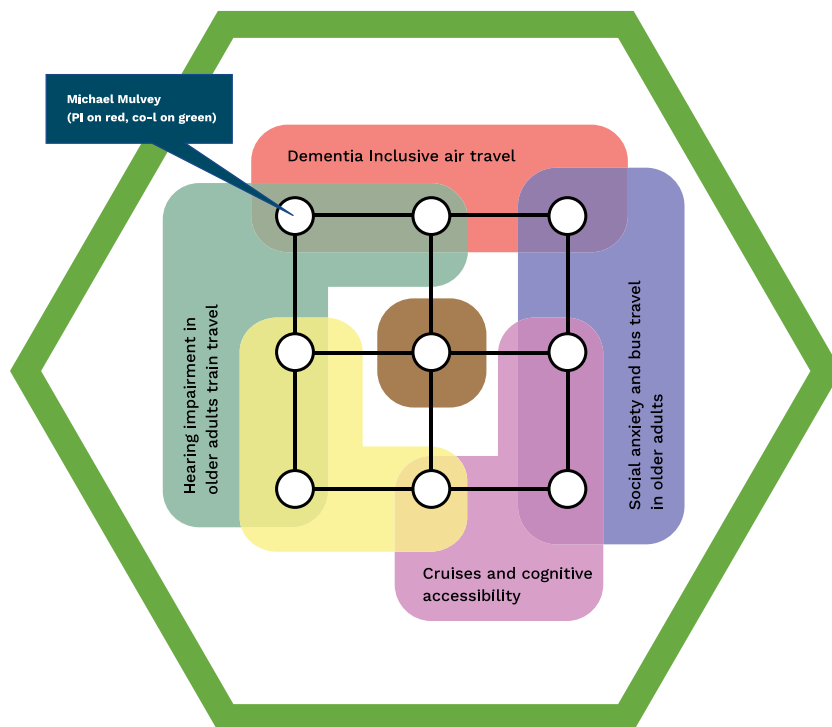 Michael Mulvey
(PI on red, co-I on green)
Dementia Inclusive air travel
Hearing impairment in
older adults train travel
Social anxiety and bus travel
in older adults
Cruises and cognitive
accessibility